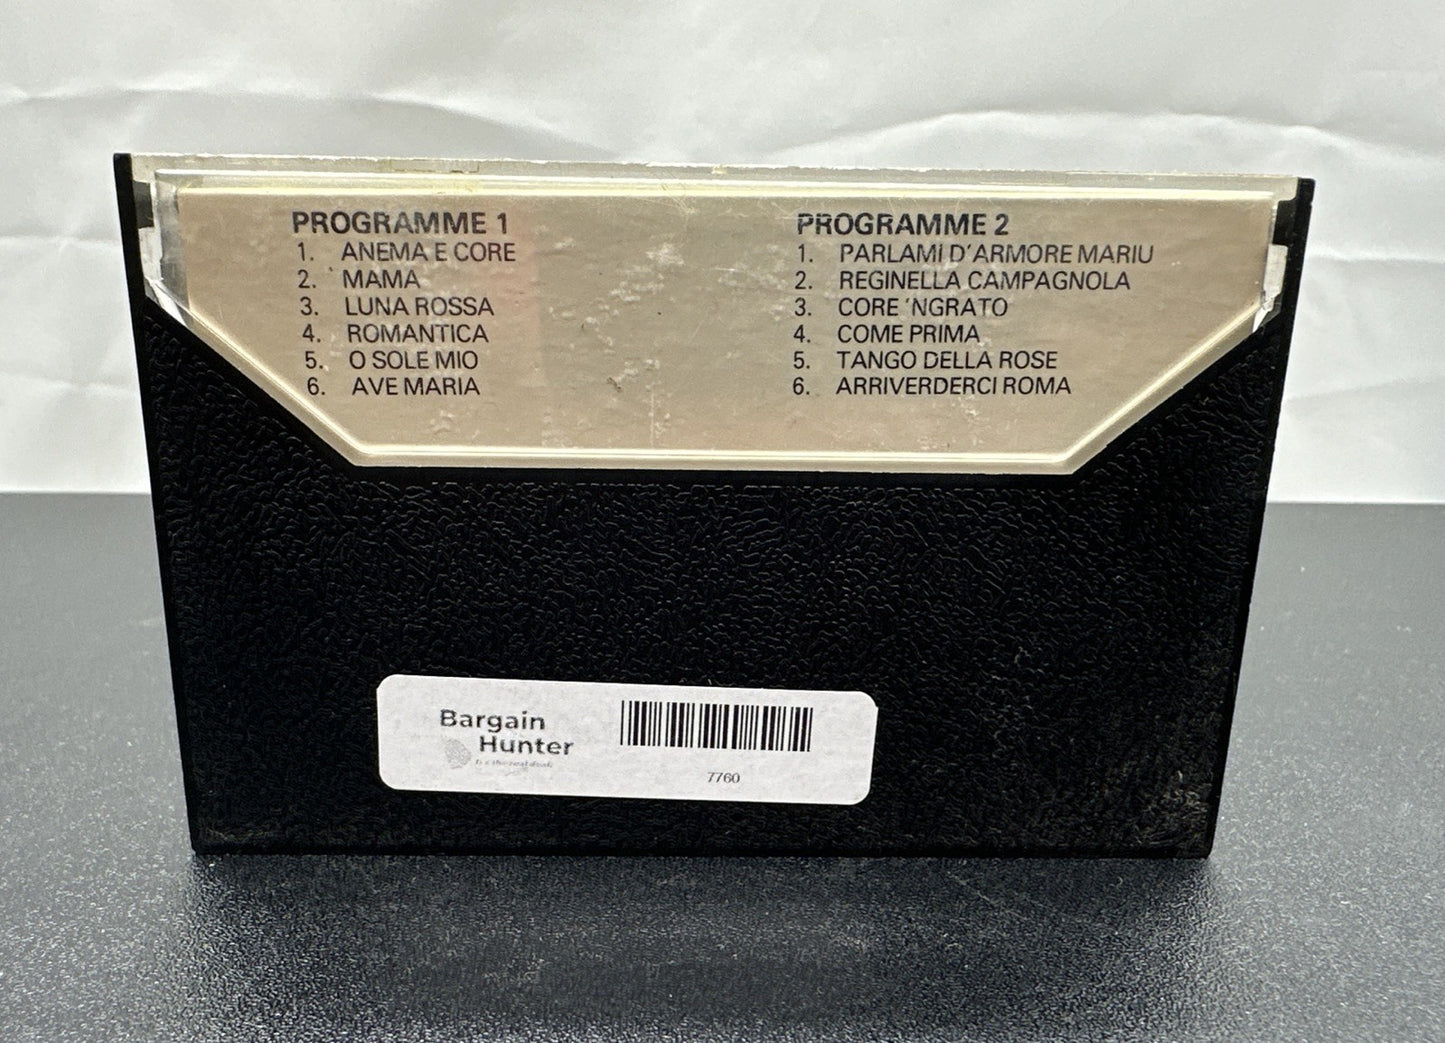 PROGRAMME 1
1. ANEMA E CORE
2. MAMA
3. LUNA ROSSA
4. ROMANTICA
5. O SOLE MIO
6. AVE MARIA
PROGRAMME 2
1. PARLAMI D'ARMORE MARIU
2. REGINELLA CAMPAGNOLA
3. CORE 'NGRATO
4. COME PRIMA
5. TANGO DELLA ROSE
6. ARRIVERDERCI ROMA
Bargain
Hunter
7760